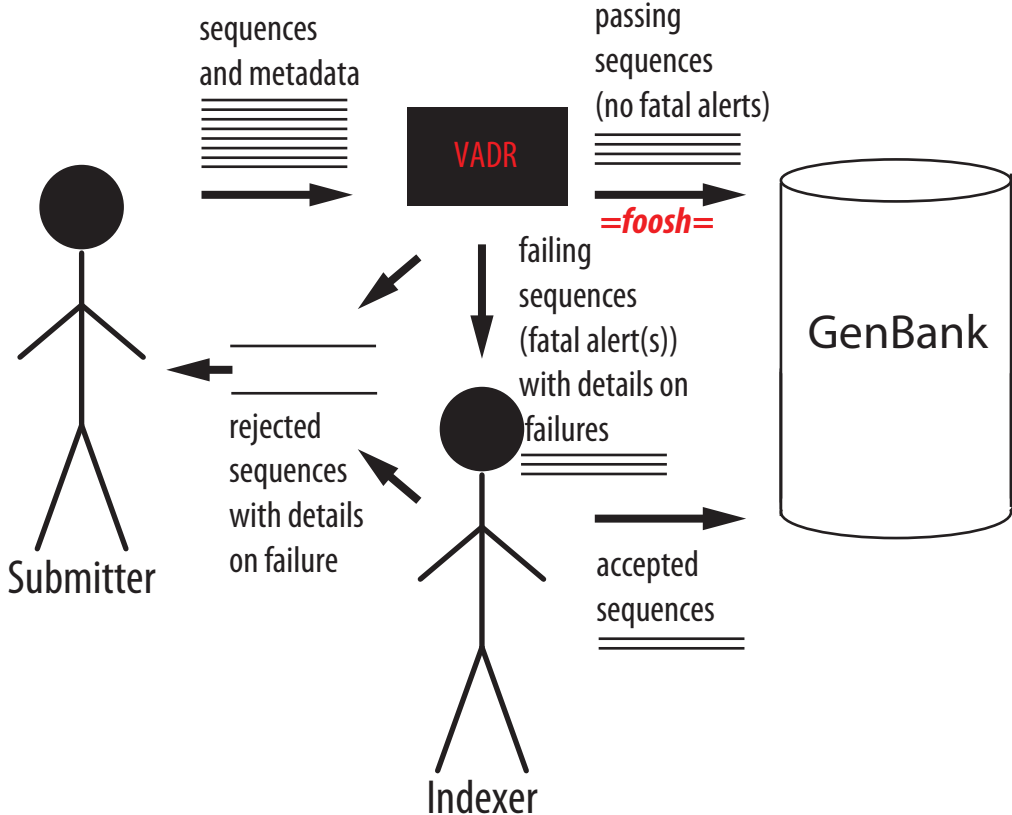 sequences
and metadata
passing
sequences
(no fatal alerts)
VADR
=foosh=
failing
sequences
(fatal alert(s))
with details on
failures
GenBank
rejected
sequences
with details
on failure
Submitter
accepted
sequences
Indexer